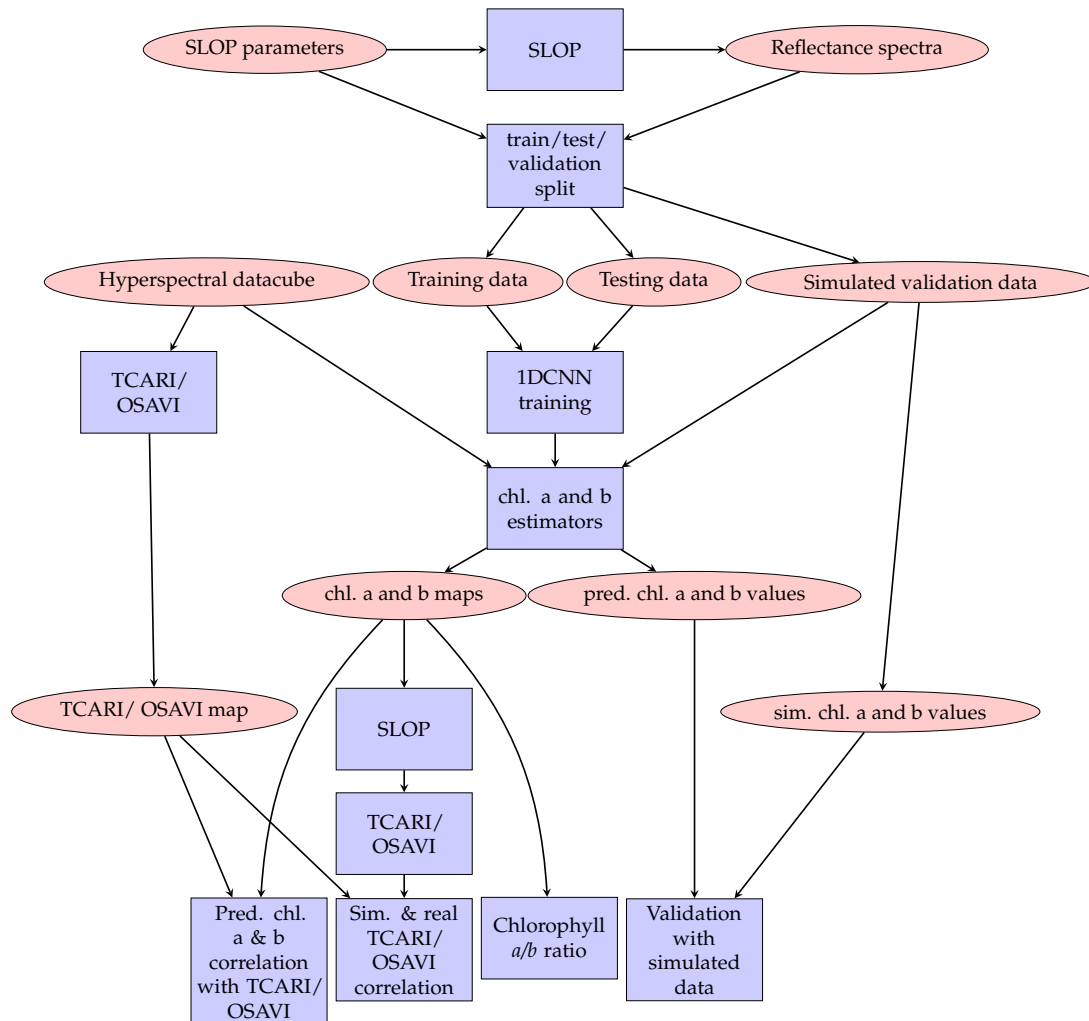 SLOP parameters
SLOP
Reflectance spectra
train/test/
validation
split
Hyperspectral datacube
Training data
Testing data
Simulated validation data
TCARI/
OSAVI
1DCNN
training
chl. a and b
estimators
chl. a and b maps
pred. chl. a and b values
TCARI/ OSAVI map
SLOP
sim. chl. a and b values
TCARI/
OSAVI
Pred. chl.
a & b
correlation
with TCARI/
OSAVI
Sim. & real
TCARI/
OSAVI
correlation
Chlorophyll
a/b ratio
Validation
with
simulated
data